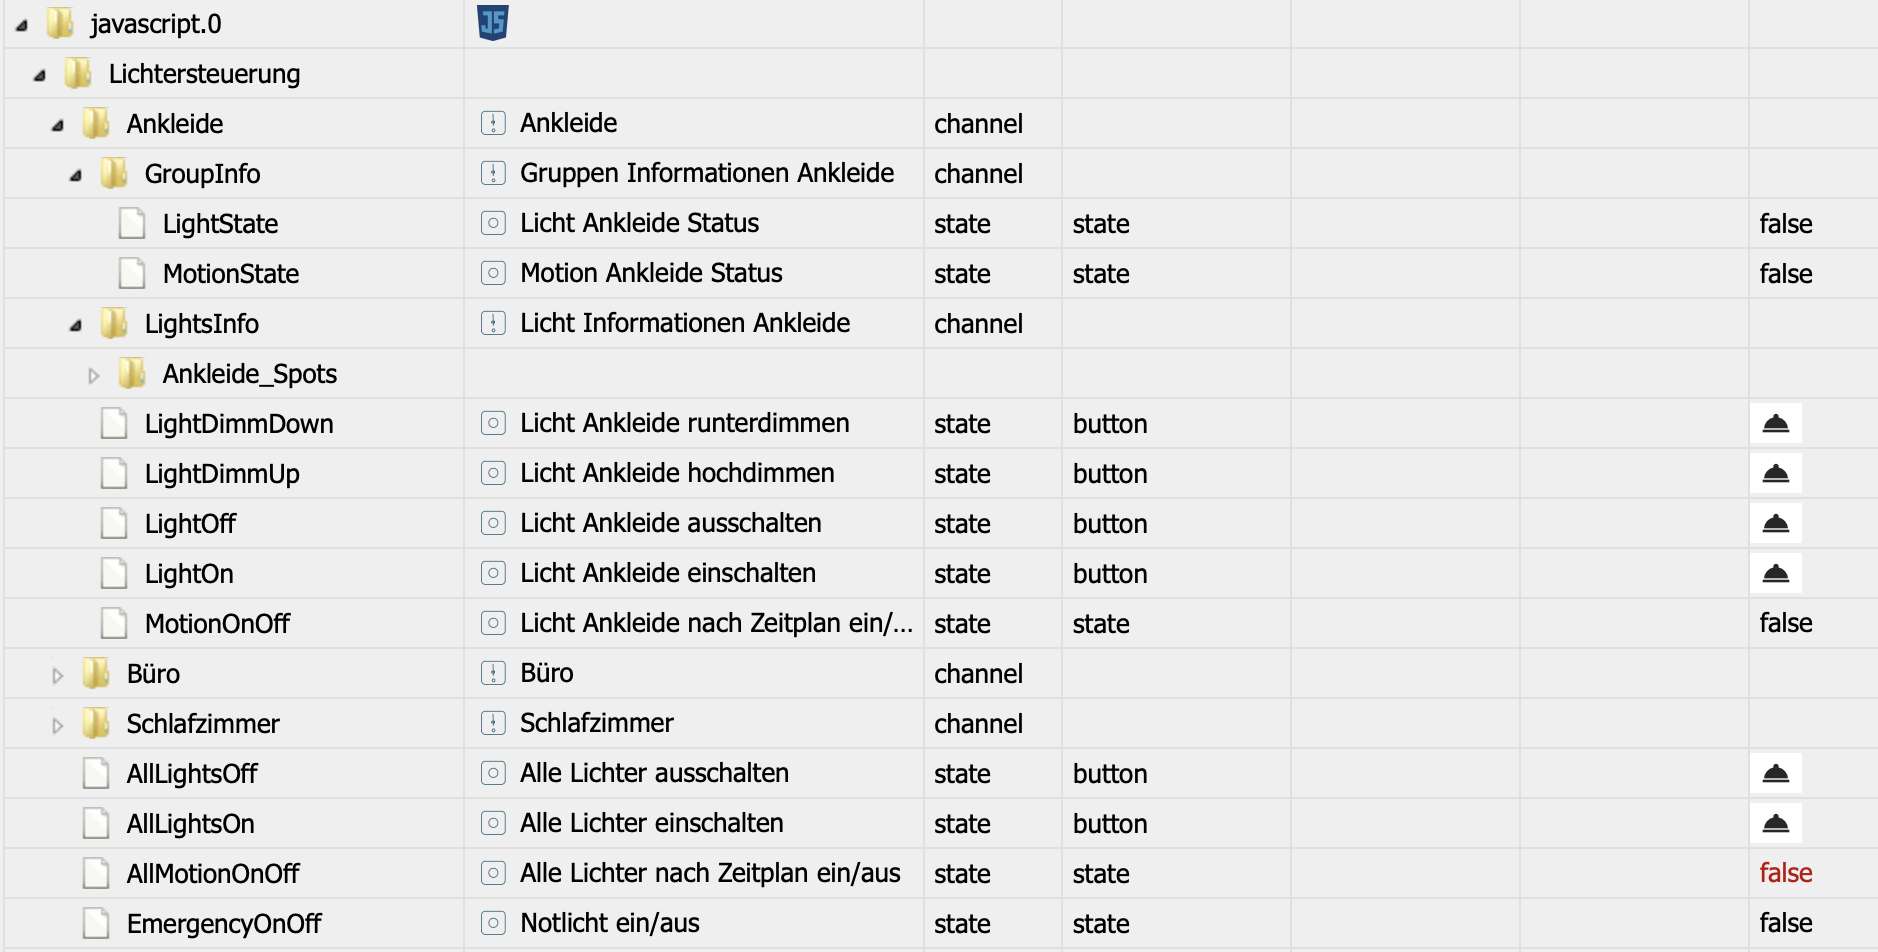 javascript.0 JS
Lichtersteuerung
Ankleide Ankleide channel
GroupInfo Gruppen Informationen Ankleide channel
LightState Licht Ankleide Status state state false
MotionState Motion Ankleide Status state state false
LightsInfo Licht Informationen Ankleide channel
Ankleide_Spots
LightDimmDown Licht Ankleide runterdimmen state button
LightDimmUp Licht Ankleide hochdimmen state button
LightOff Licht Ankleide ausschalten state button
LightOn Licht Ankleide einschalten state button
MotionOnOff Licht Ankleide nach Zeitplan ein/... state state false
Büro Büro channel
Schlafzimmer Schlafzimmer channel
AllLightsOff Alle Lichter ausschalten state button
AllLightsOn Alle Lichter einschalten state button
AllMotionOnOff Alle Lichter nach Zeitplan ein/aus state state false
EmergencyOnOff Notlicht ein/aus state state false